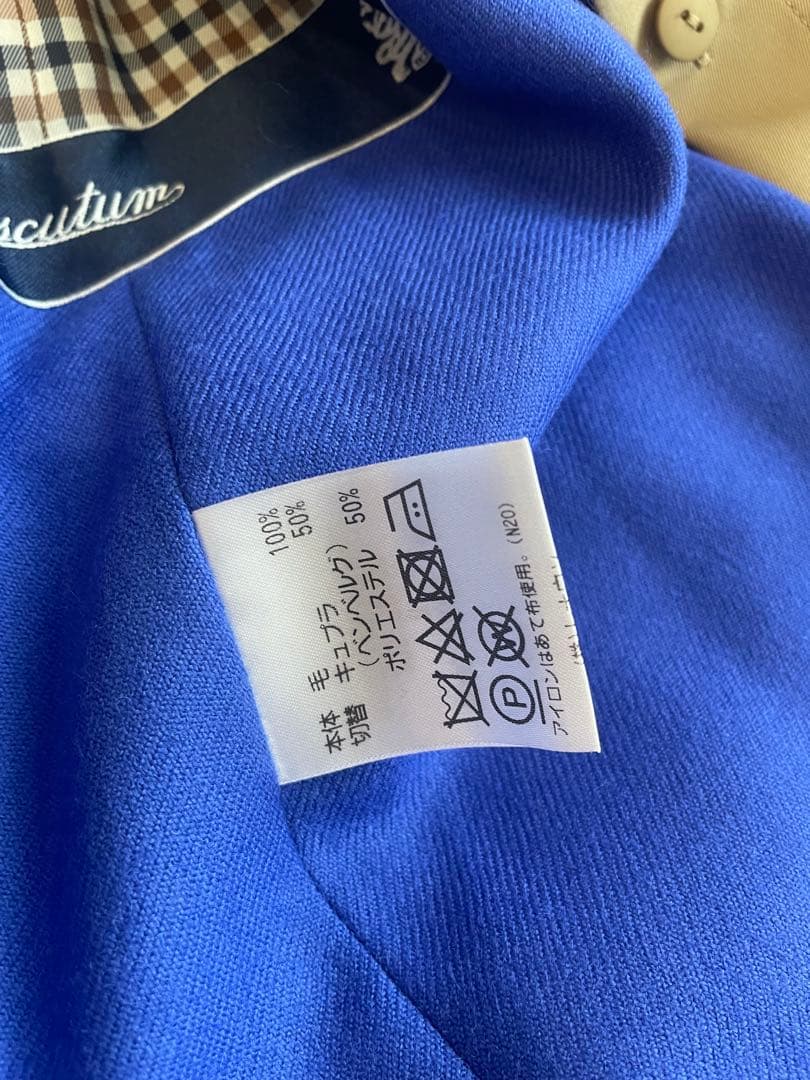 scutum
本体 毛 100%
切替 キュプラ 50%
(ベンベルグ)
ポリエステル 50%
P
W
アイロンはあて布使用。(N20)